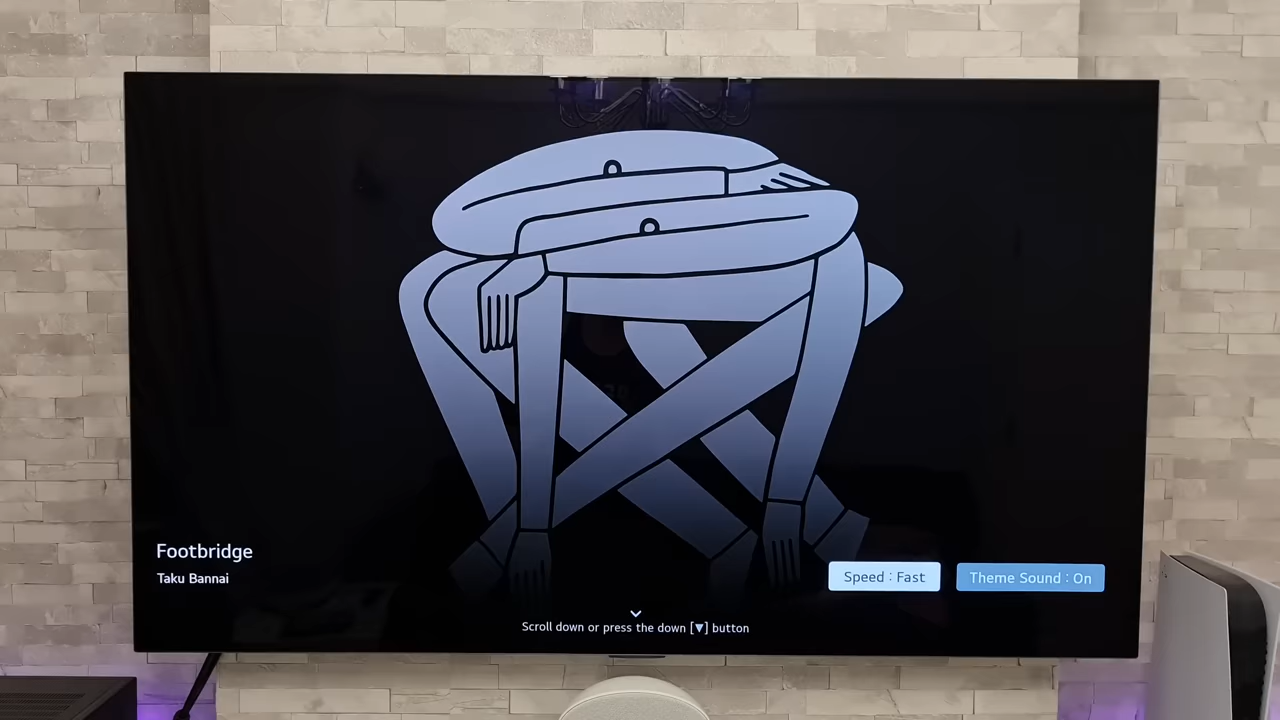 Footbridge
Taku Bannai
Speed : Fast
Theme Sound : On
Scroll down or press the down [▼] button